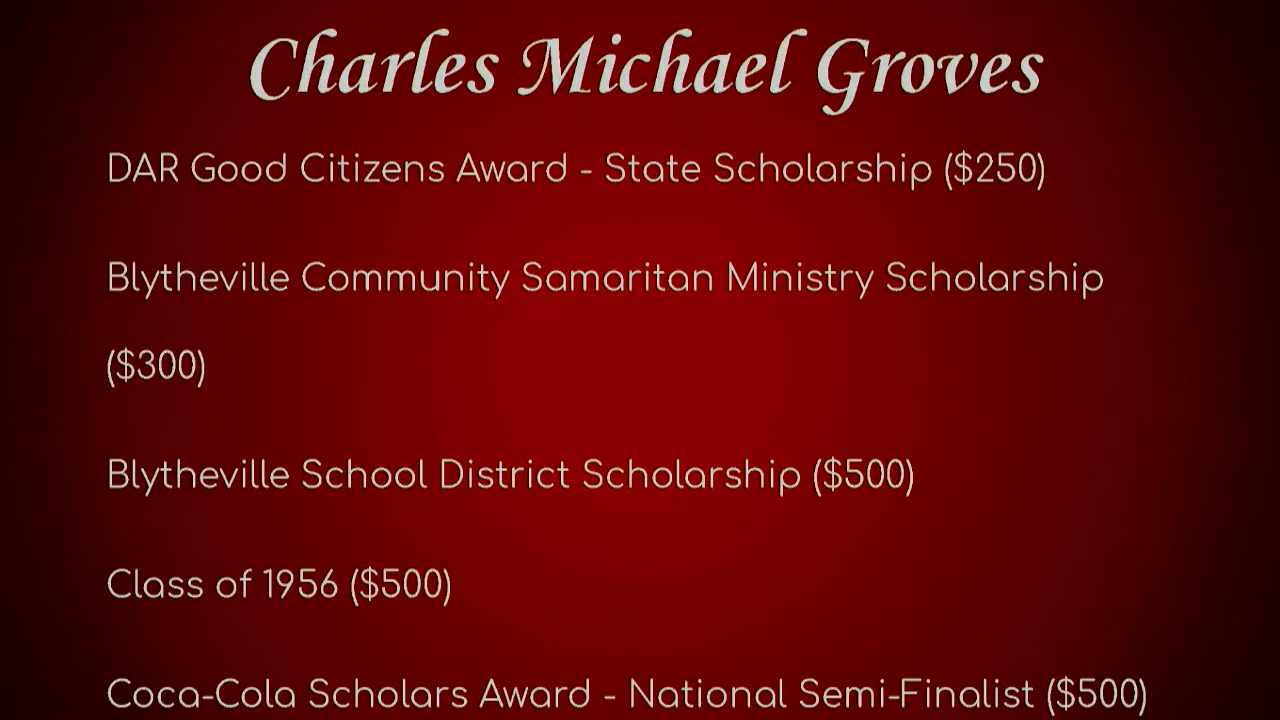 Charles Michael Groves
DAR Good Citizens Award - State Scholarship ($250)
Blytheville Community Samaritan Ministry Scholarship
($300)
Blytheville School District Scholarship ($500)
Class of 1956 ($500)
Coca-Cola Scholars Award - National Semi-Finalist ($500)